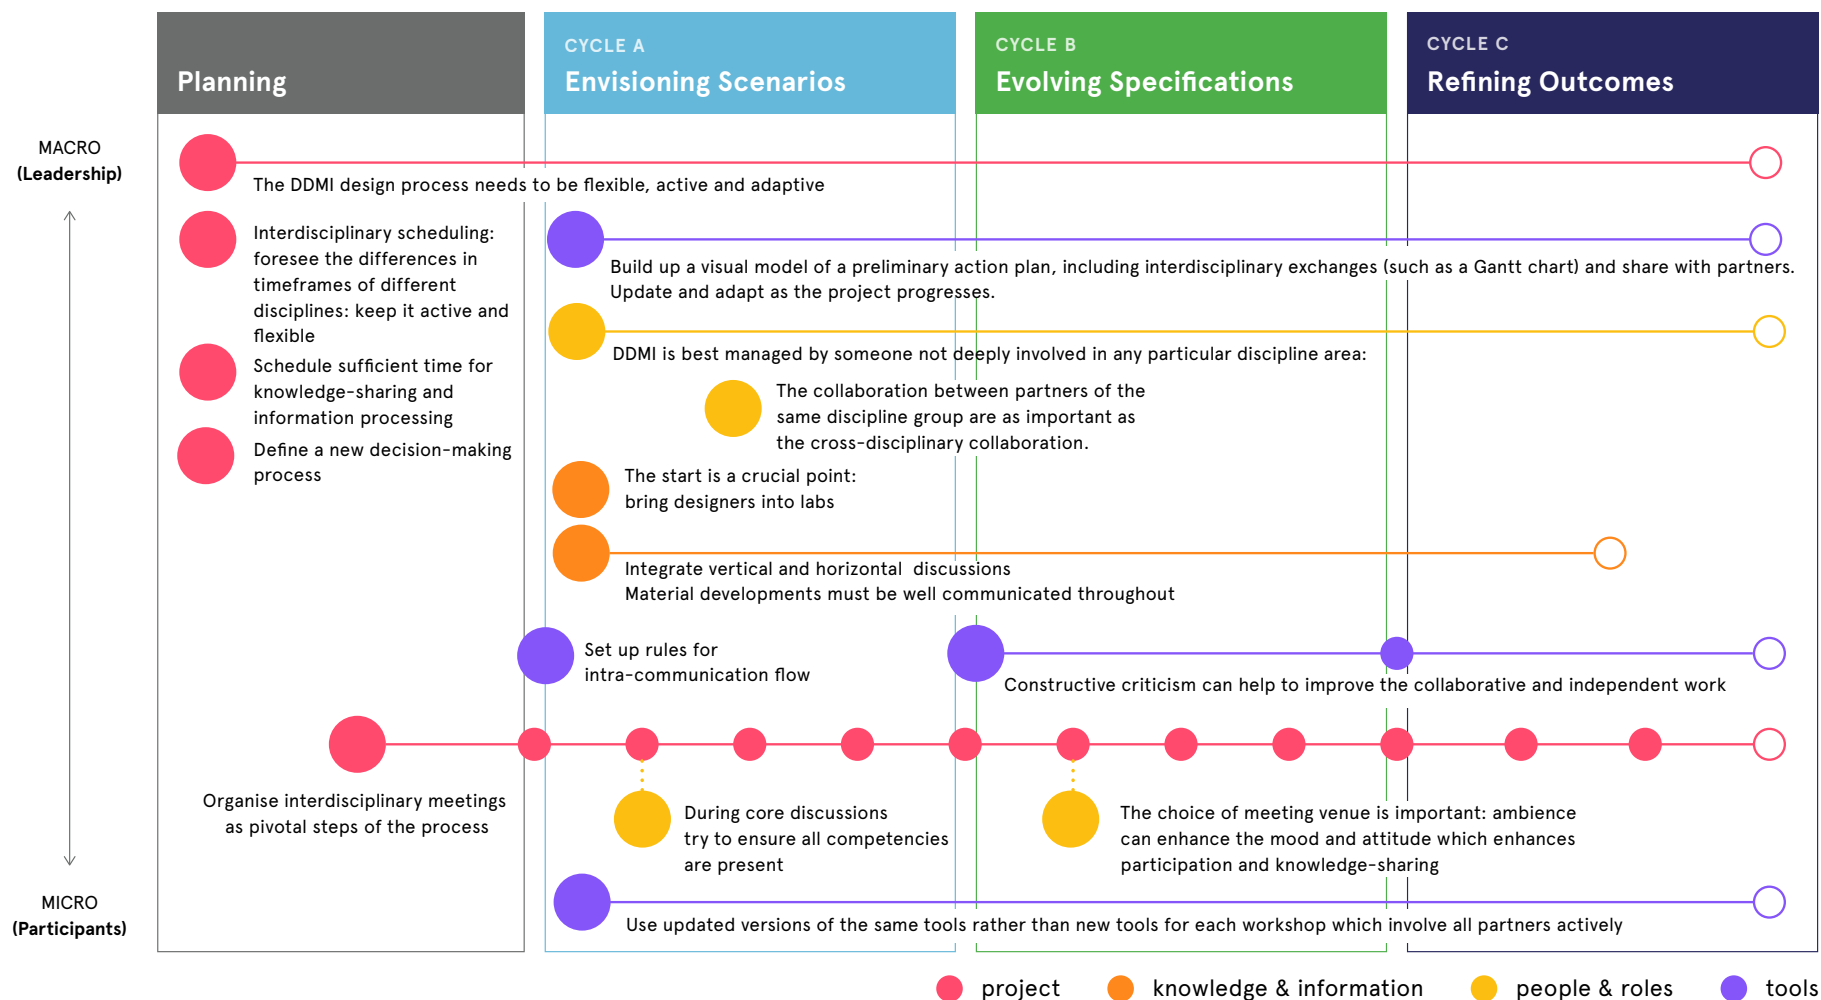 Planning
CYCLE A
Envisioning Scenarios
CYCLE B
Evolving Specifications
CYCLE C
Refining Outcomes
MACRO
(Leadership)
The DDMI design process needs to be flexible, active and adaptive
Interdisciplinary scheduling:
foresee the differences in
timeframes of different
disciplines: keep it active and
flexible
Schedule sufficient time for
knowledge-sharing and
information processing
Define a new decision-making
process
Build up a visual model of a preliminary action plan, including interdisciplinary exchanges (such as a Gantt chart) and share with partners.
Update and adapt as the project progresses.
DDMI is best managed by someone not deeply involved in any particular discipline area:
The collaboration between partners of the
same discipline group are as important as
the cross-disciplinary collaboration.
The start is a crucial point:
bring designers into labs
Integrate vertical and horizontal  discussions
Material developments must be well communicated throughout
Set up rules for
intra-communication flow
Constructive criticism can help to improve the collaborative and independent work
Organise interdisciplinary meetings
as pivotal steps of the process
During core discussions
try to ensure all competencies
are present
The choice of meeting venue is important: ambience
can enhance the mood and attitude which enhances
participation and knowledge-sharing
Use updated versions of the same tools rather than new tools for each workshop which involve all partners actively
MICRO
(Participants)
project
knowledge & information
people & roles
tools